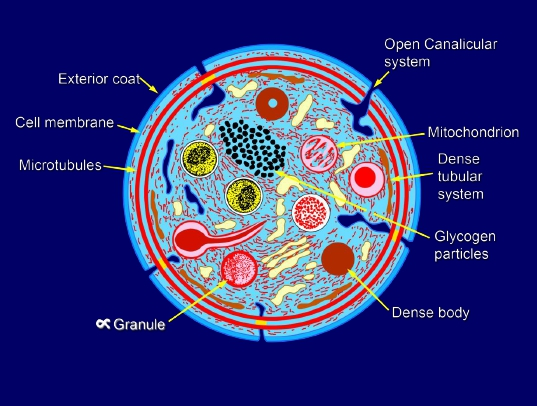 Open Canalicular
system
Exterior coat
Cell membrane
Mitochondrion
Microtubules
Dense
tubular
system
Glycogen
particles
Dense body
∝ Granule